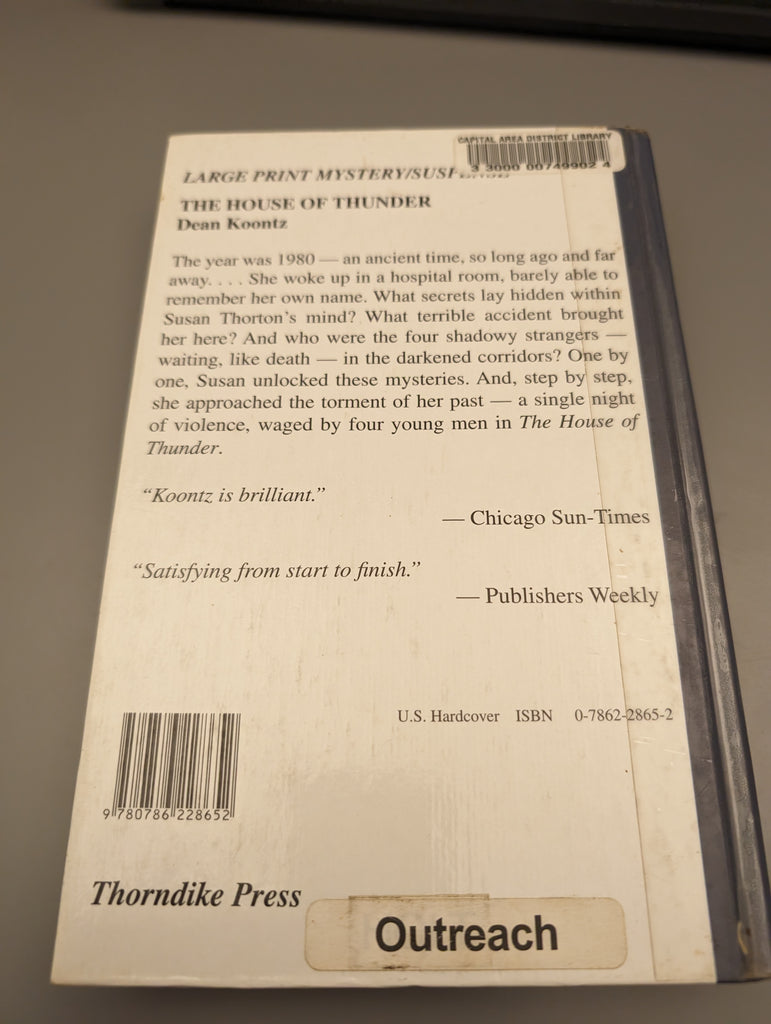 CAPITAL AREA DISTRICT LIBRARY
3 3000 00749902 4
LARGE PRINT MYSTERY/SUSPENSE
THE HOUSE OF THUNDER
Dean Koontz
The year was 1980 — an ancient time, so long ago and far
away. . . . She woke up in a hospital room, barely able to
remember her own name. What secrets lay hidden within
Susan Thorton's mind? What terrible accident brought
her here? And who were the four shadowy strangers —
waiting, like death — in the darkened corridors? One by
one, Susan unlocked these mysteries. And, step by step,
she approached the torment of her past — a single night
of violence, waged by four young men in The House of
Thunder.
“Koontz is brilliant.”
— Chicago Sun-Times
“Satisfying from start to finish.”
— Publishers Weekly
U.S. Hardcover ISBN 0-7862-2865-2
9 780786 228652
Thorndike Press
Outreach